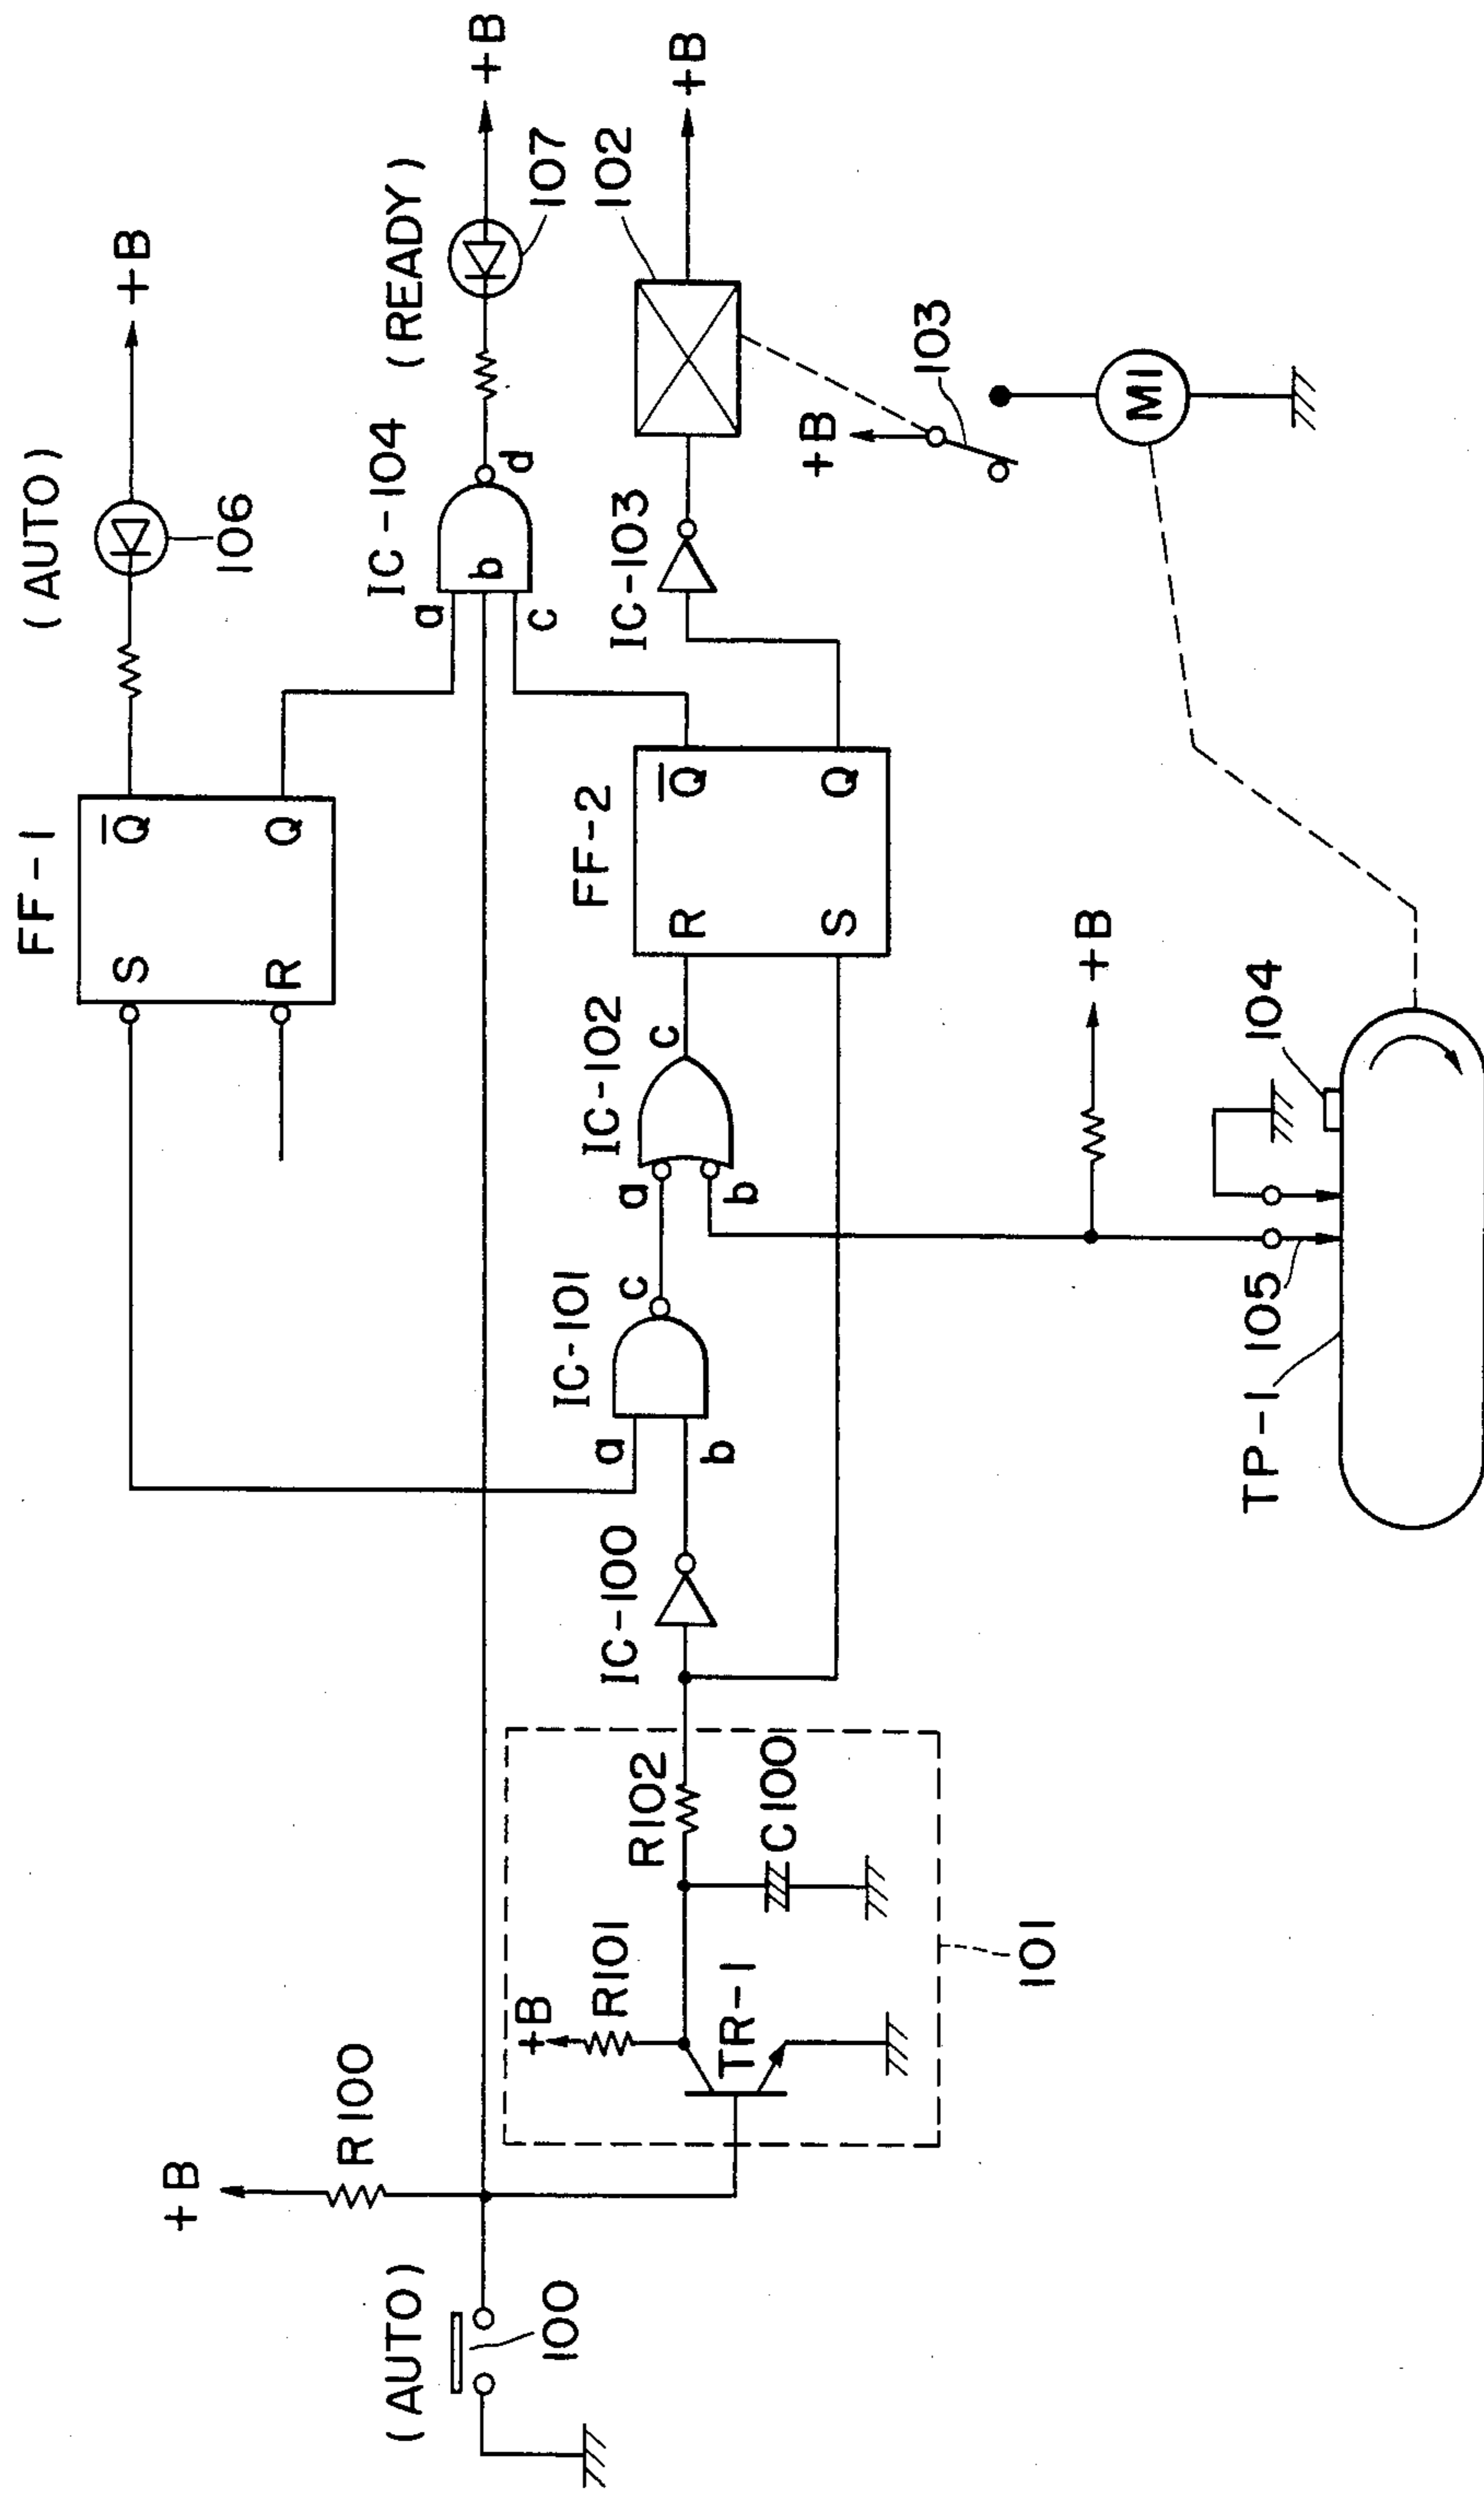 FF-1
(AUTO)
+B
S
Q
R
Q
106
+B
R100
IC-104
(READY)
+B
a
b
c
d
107
(AUTO)
100
+B
R101
R102
TR-1
C100
101
IC-100
IC-101
a
b
c
IC-102
a
b
c
FF-2
R
Q
S
Q
IC-103
102
+B
+B
103
M1
+B
TP-1
105
104